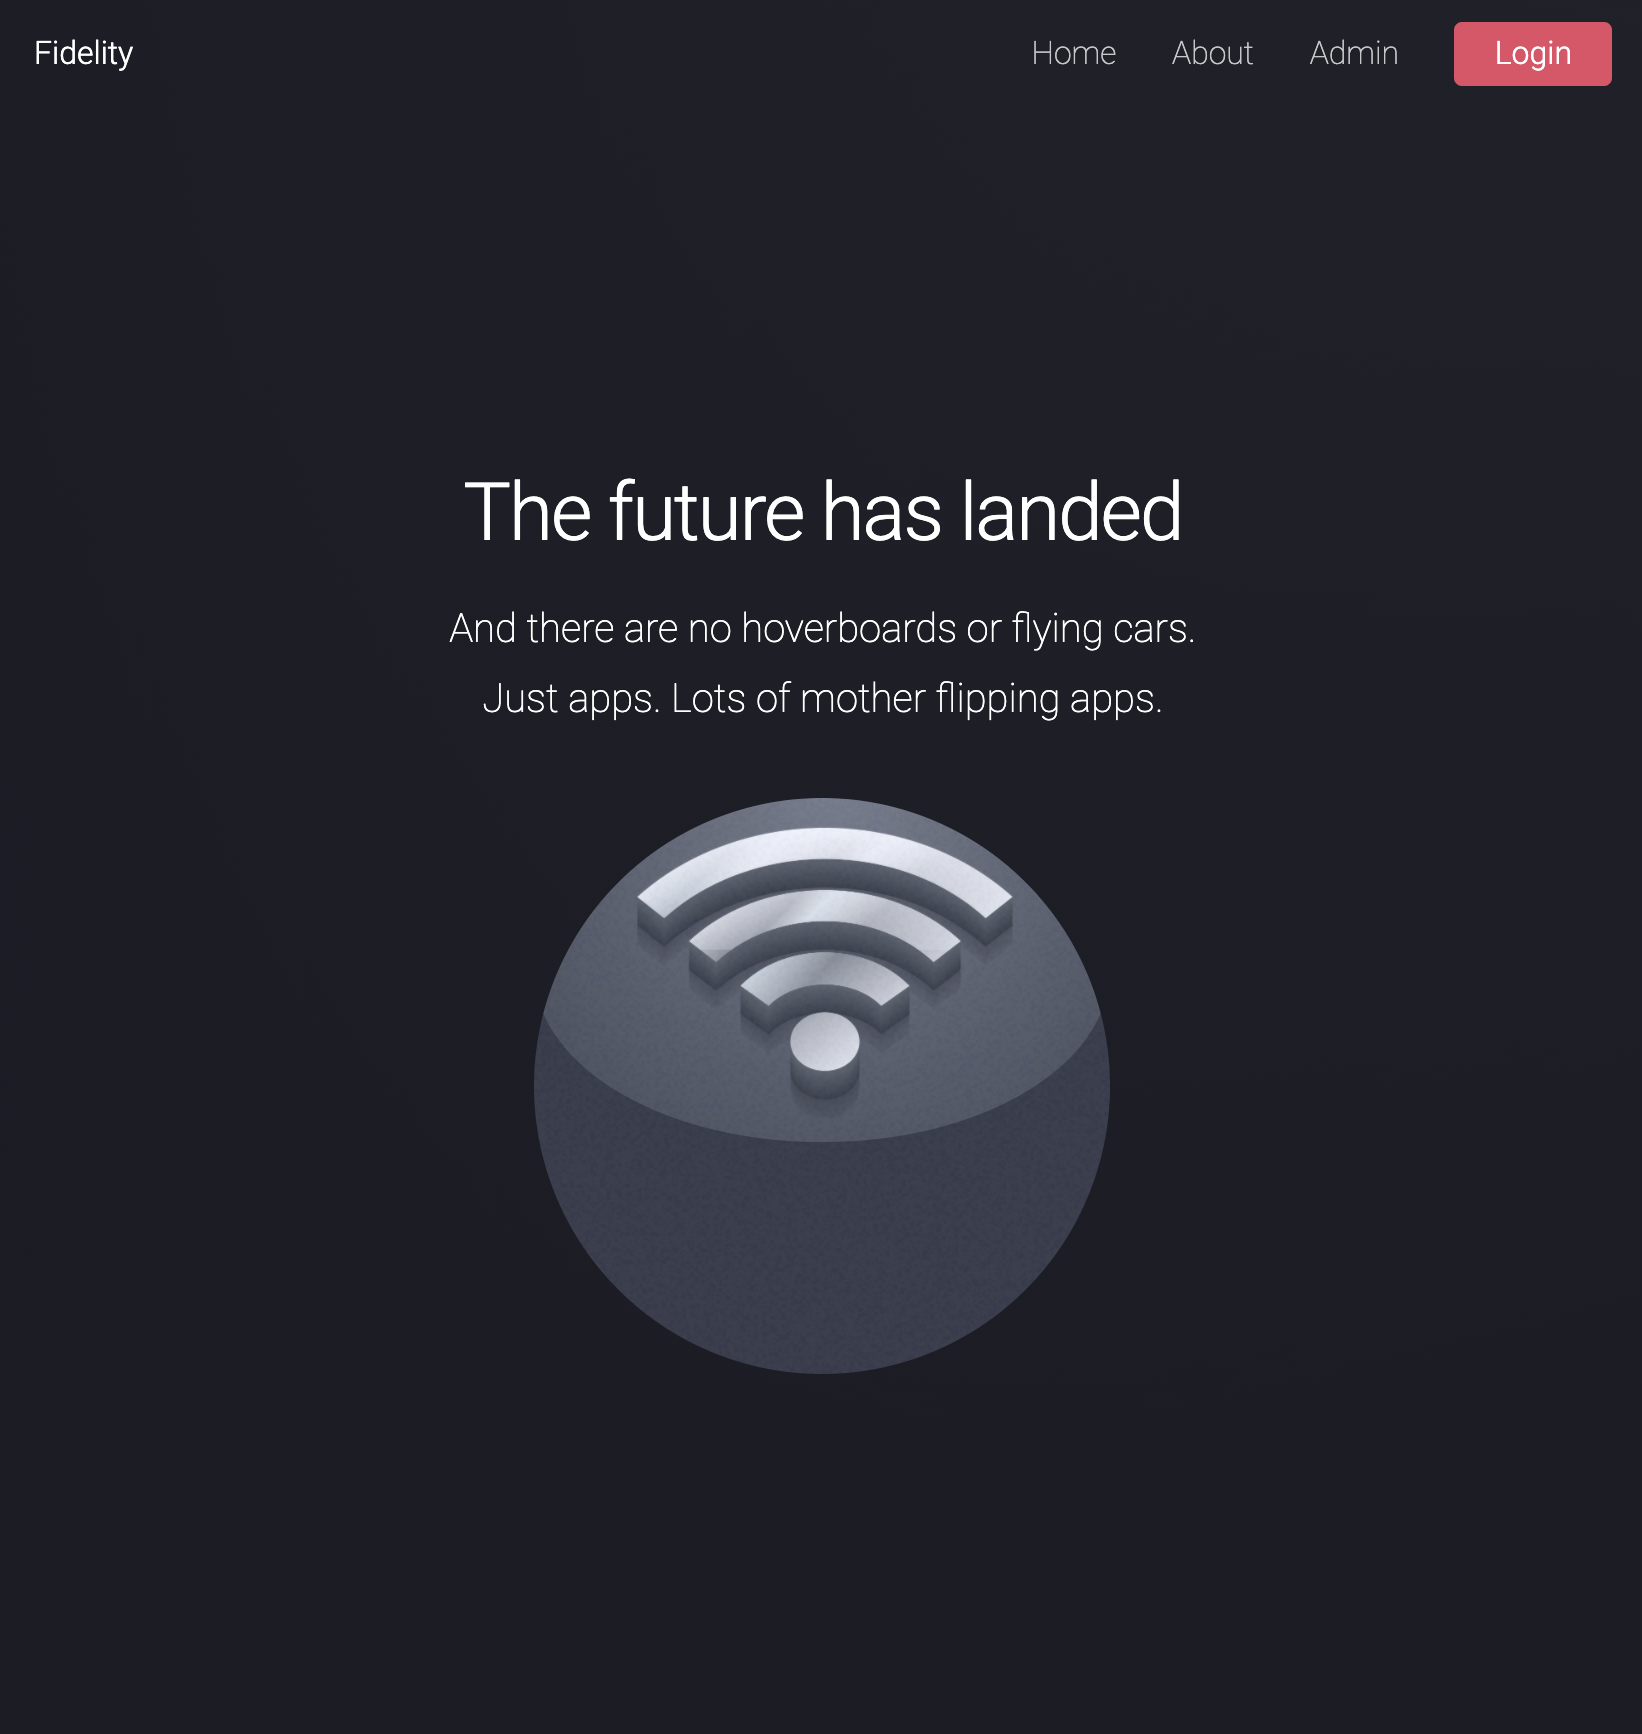 Fidelity
Home About Admin Login
The future has landed
And there are no hoverboards or flying cars.
Just apps. Lots of mother flipping apps.